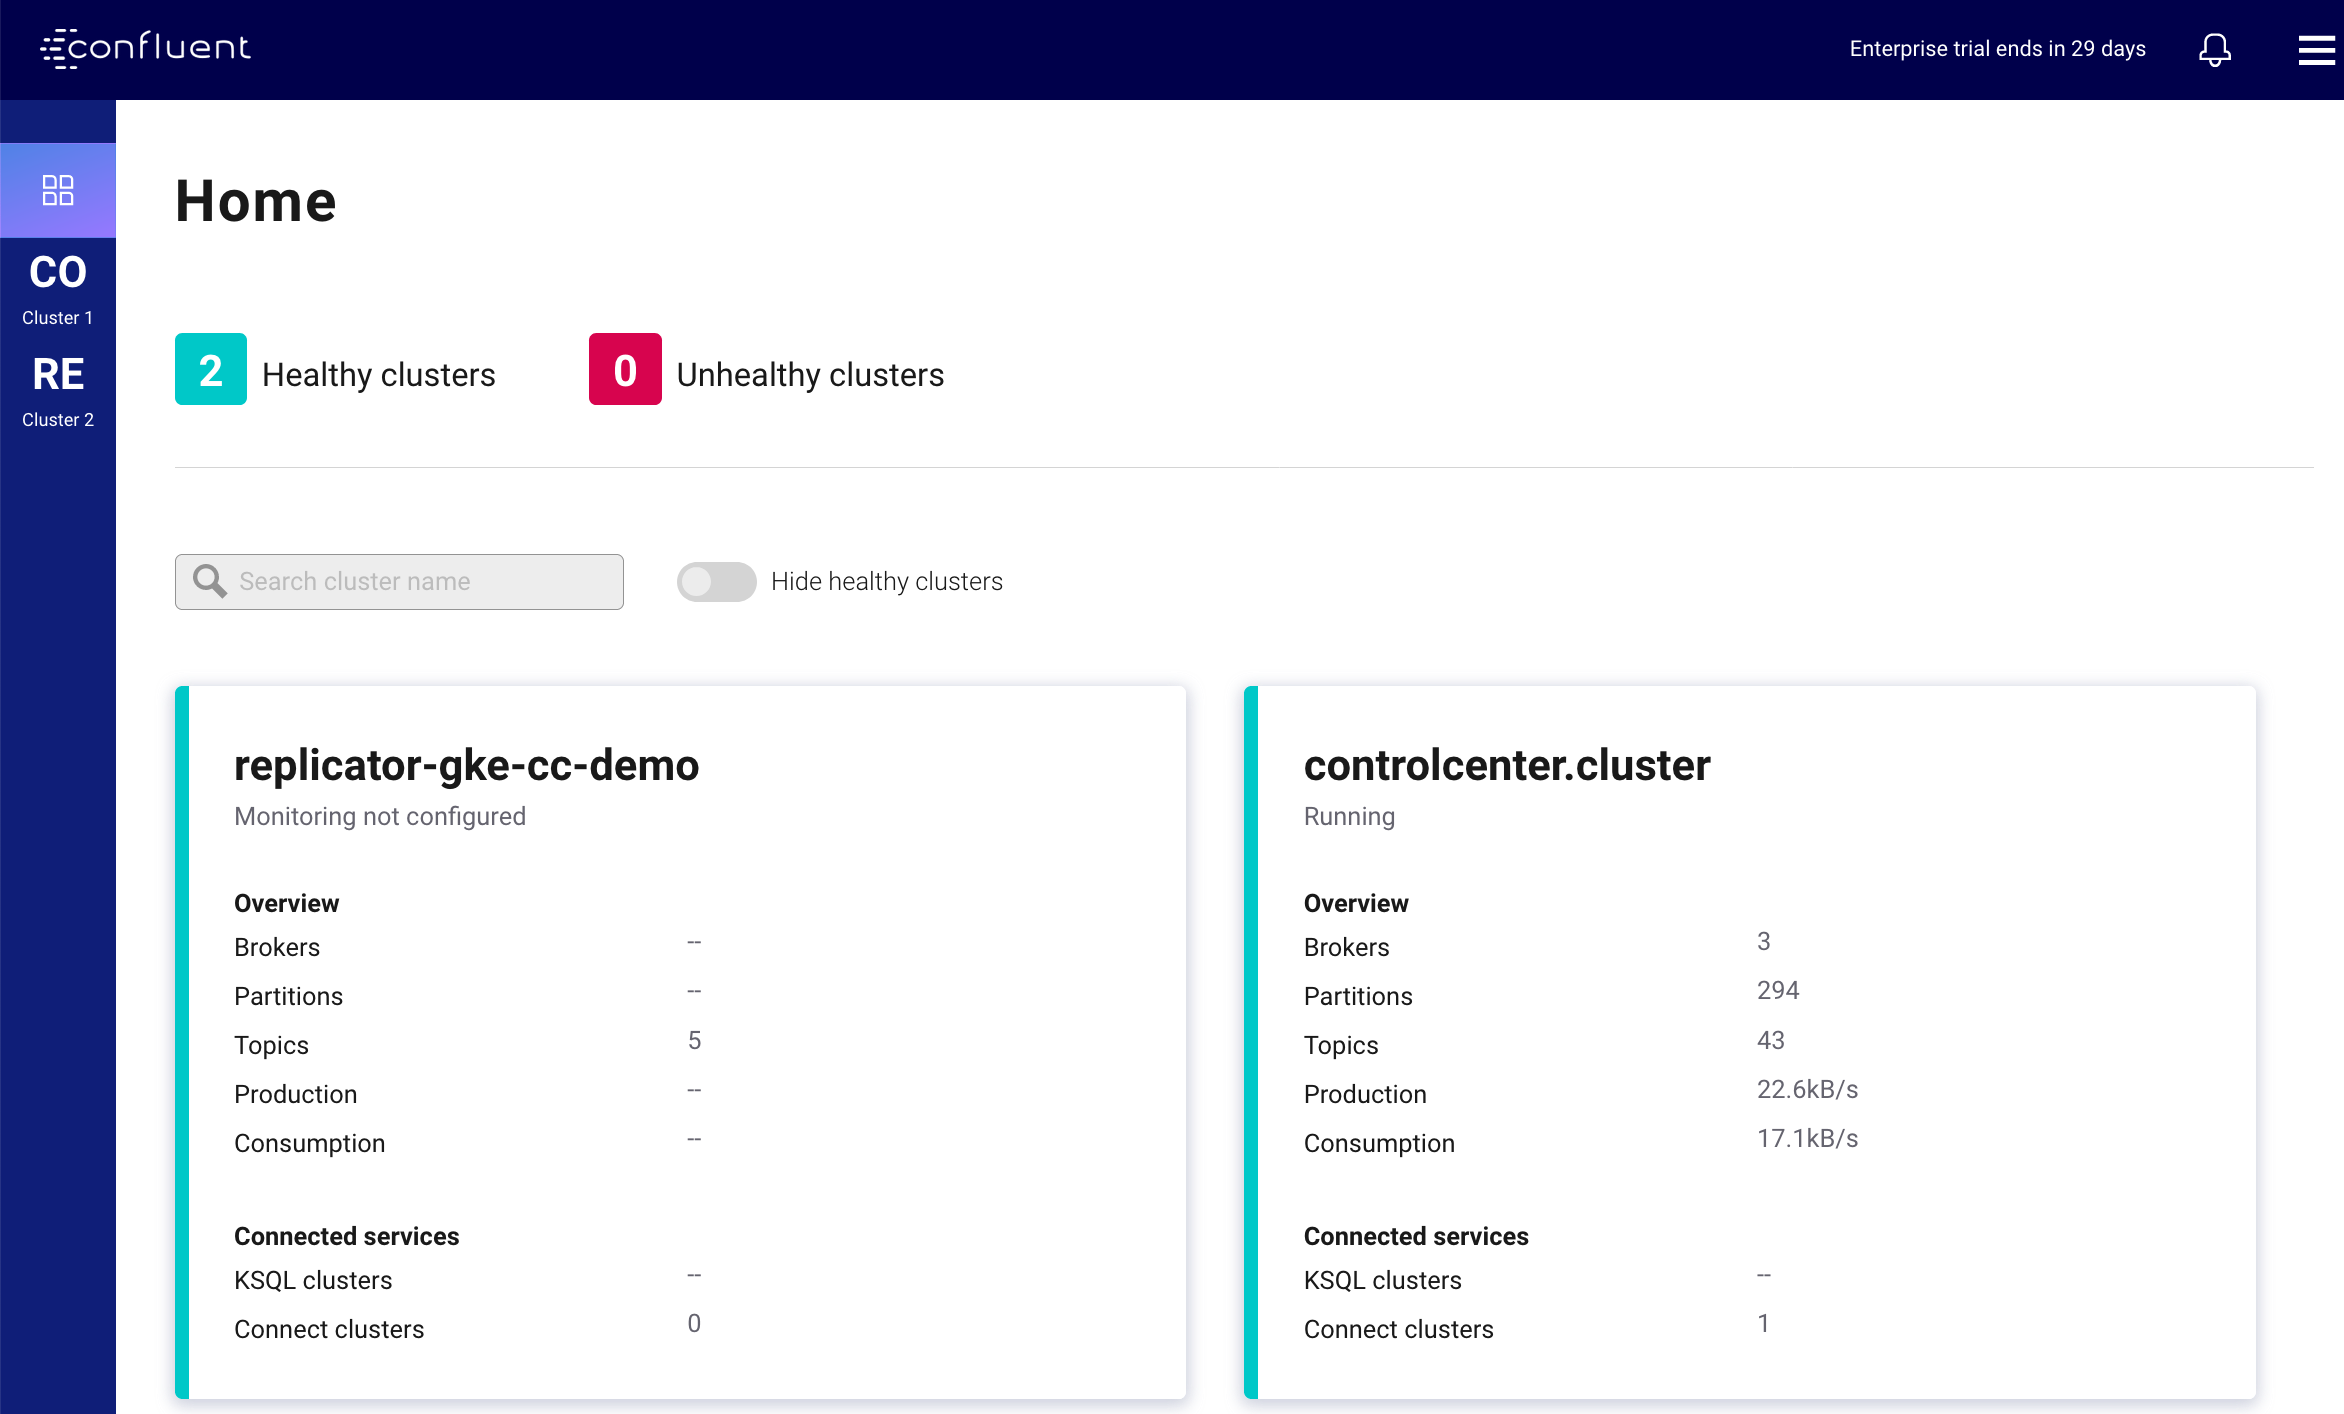 confluent
Enterprise trial ends in 29 days
CO
Cluster 1
RE
Cluster 2
Home
2 Healthy clusters
0 Unhealthy clusters
Search cluster name
Hide healthy clusters
replicator-gke-cc-demo
Monitoring not configured
Overview
Brokers --
Partitions --
Topics 5
Production --
Consumption --
Connected services
KSQL clusters --
Connect clusters 0
controlcenter.cluster
Running
Overview
Brokers 3
Partitions 294
Topics 43
Production 22.6kB/s
Consumption 17.1kB/s
Connected services
KSQL clusters --
Connect clusters 1